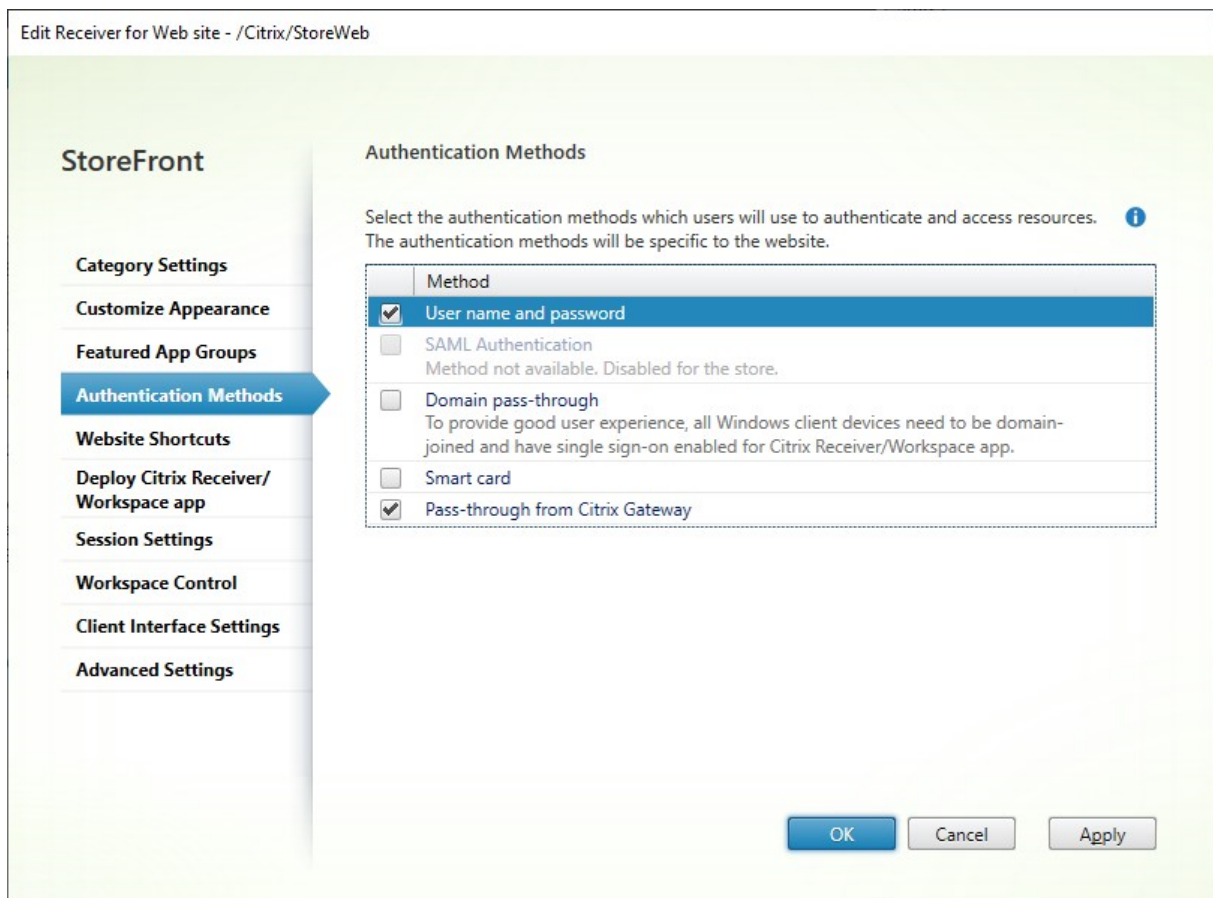 Edit Receiver for Web site - /Citrix/StoreWeb
StoreFront
Category Settings
Customize Appearance
Featured App Groups
Authentication Methods
Website Shortcuts
Deploy Citrix Receiver/
Workspace app
Session Settings
Workspace Control
Client Interface Settings
Advanced Settings
Authentication Methods
Select the authentication methods which users will use to authenticate and access resources.
The authentication methods will be specific to the website.
Method
User name and password
SAML Authentication
Method not available. Disabled for the store.
Domain pass-through
To provide good user experience, all Windows client devices need to be domain-
joined and have single sign-on enabled for Citrix Receiver/Workspace app.
Smart card
Pass-through from Citrix Gateway
OK
Cancel
Apply